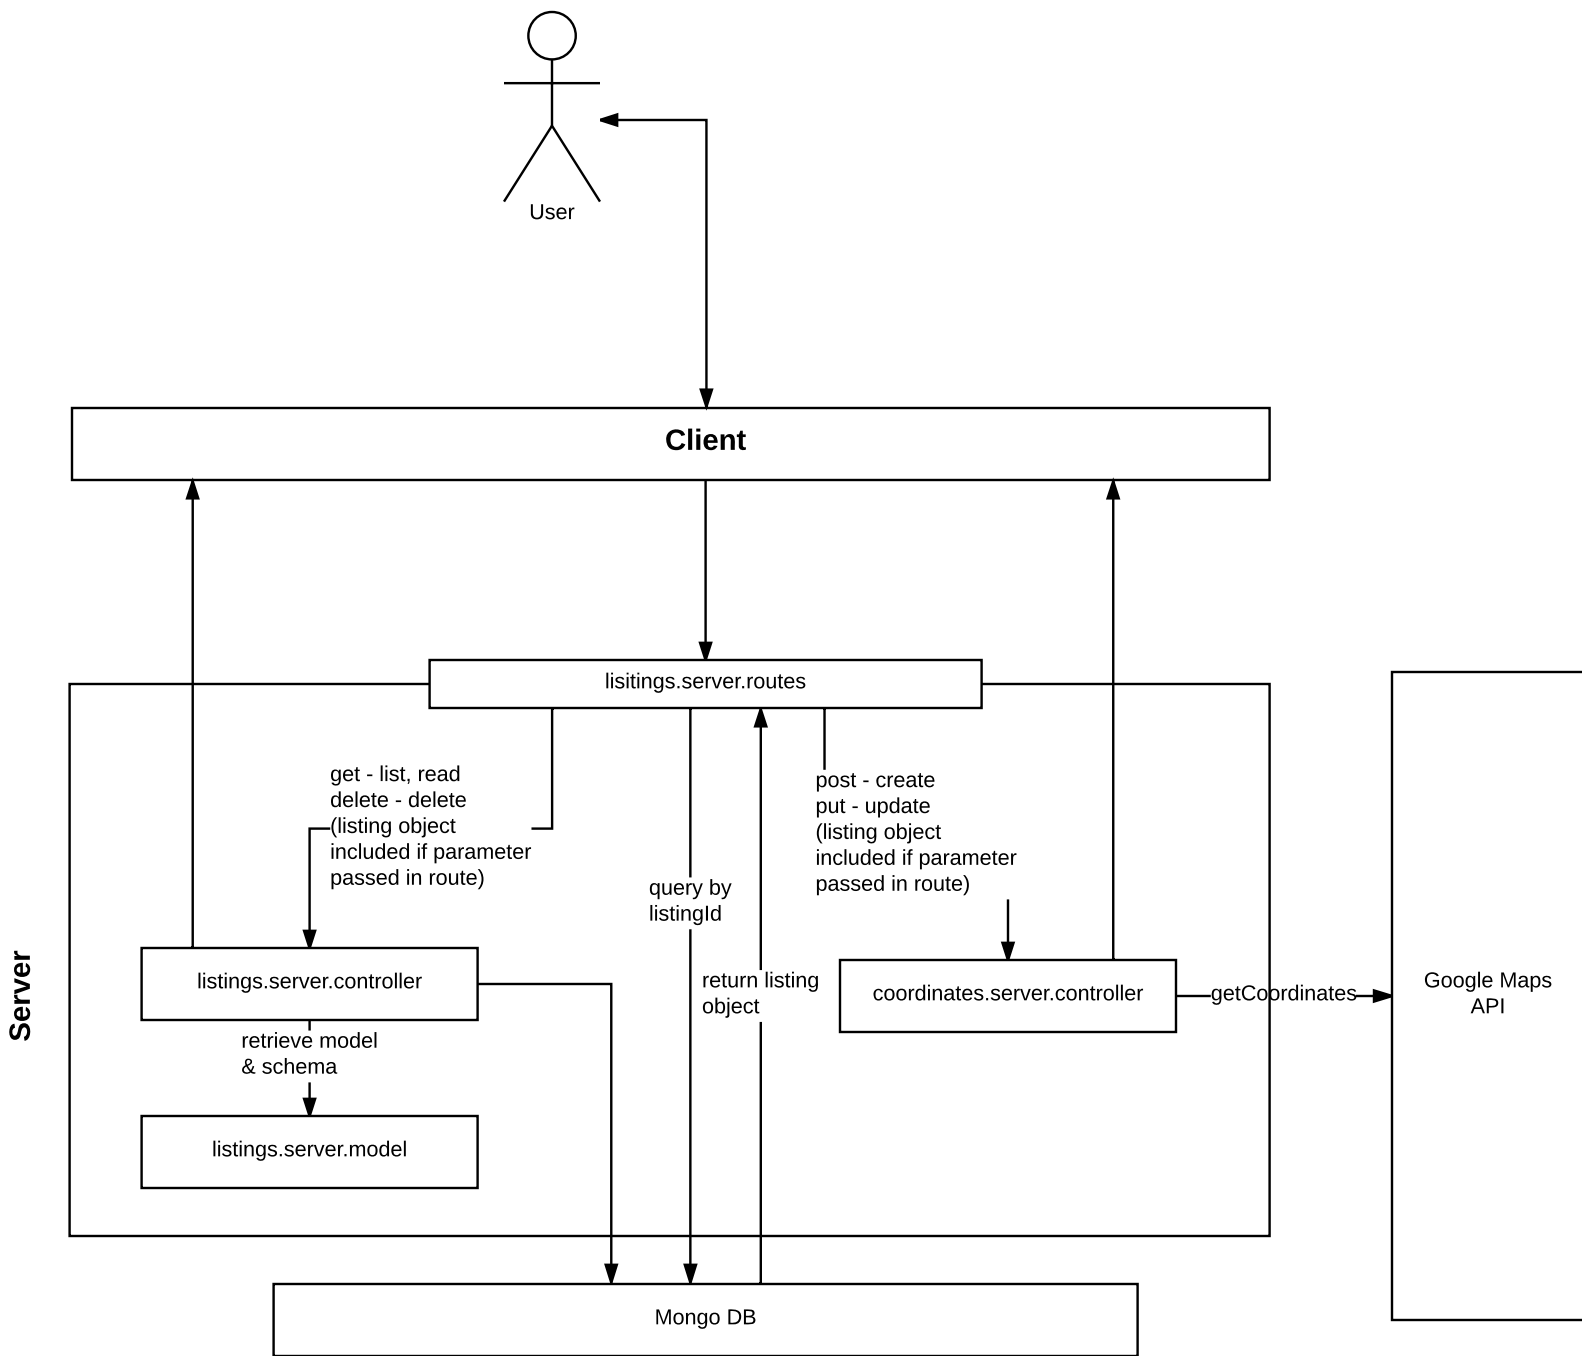 User
Client
lisitings.server.routes
get - list, read
delete - delete
(listing object
included if parameter
passed in route)
post - create
put - update
(listing object
included if parameter
passed in route)
query by
listingId
return listing
object
Server
listings.server.controller
coordinates.server.controller
getCoordinates
Google Maps
API
retrieve model
& schema
listings.server.model
Mongo DB